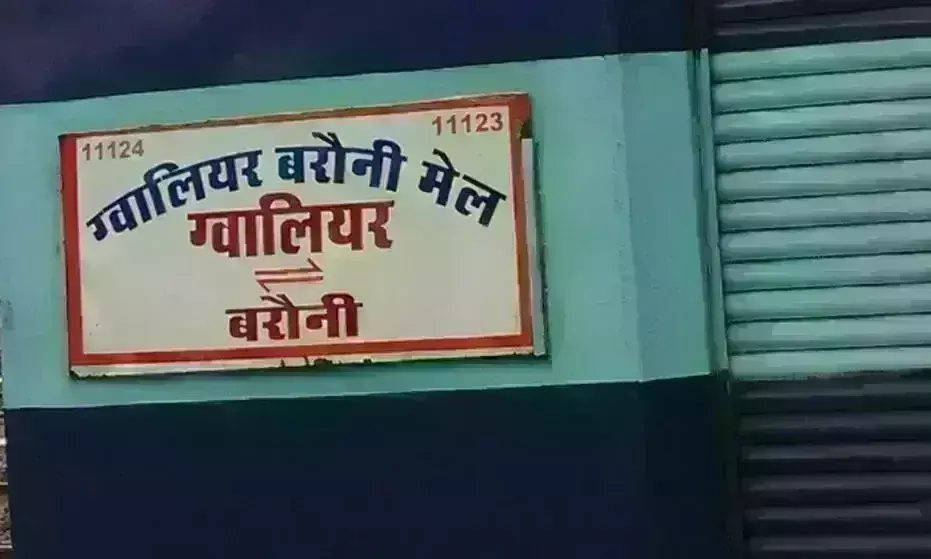 11124 11123
ग्वालियर बरौनी मेल
ग्वालियर
⇌
बरौनी